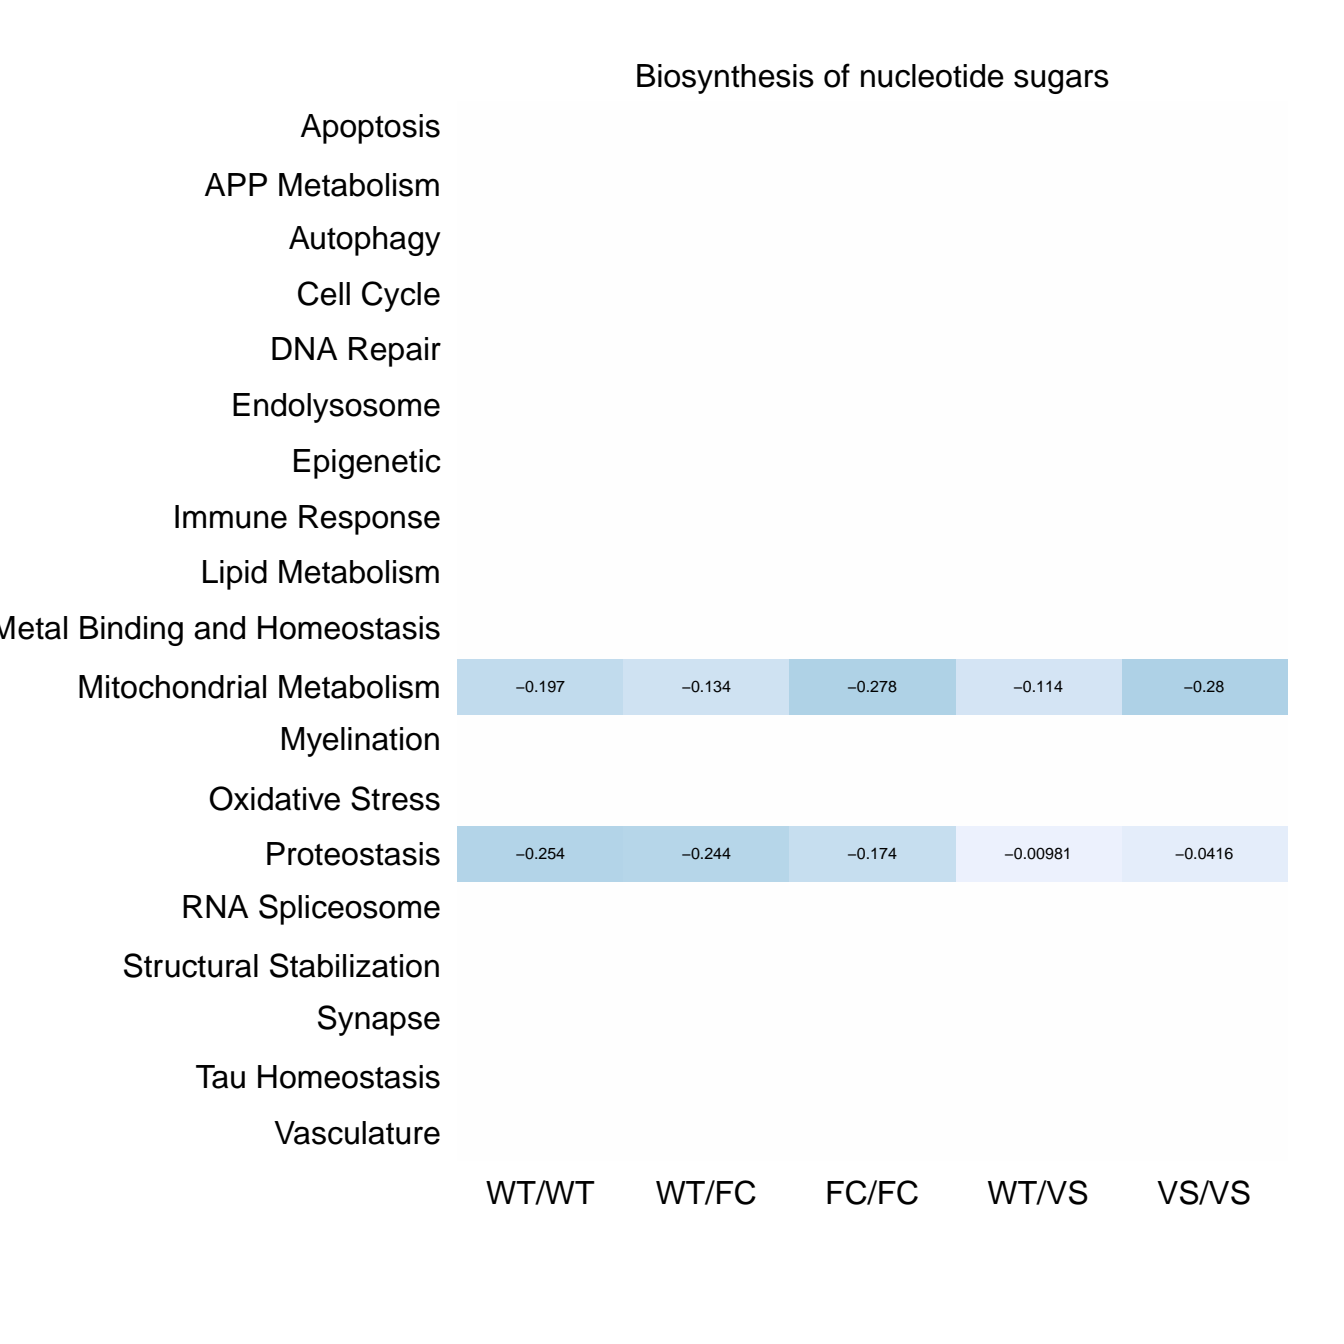 Biosynthesis of nucleotide sugars
Apoptosis
APP Metabolism
Autophagy
Cell Cycle
DNA Repair
Endolysosome
Epigenetic
Immune Response
Lipid Metabolism
Metal Binding and Homeostasis
Mitochondrial Metabolism −0.197 −0.134 −0.278 −0.114 −0.28
Myelination
Oxidative Stress
Proteostasis −0.254 −0.244 −0.174 −0.00981 −0.0416
RNA Spliceosome
Structural Stabilization
Synapse
Tau Homeostasis
Vasculature
WT/WT WT/FC FC/FC WT/VS VS/VS